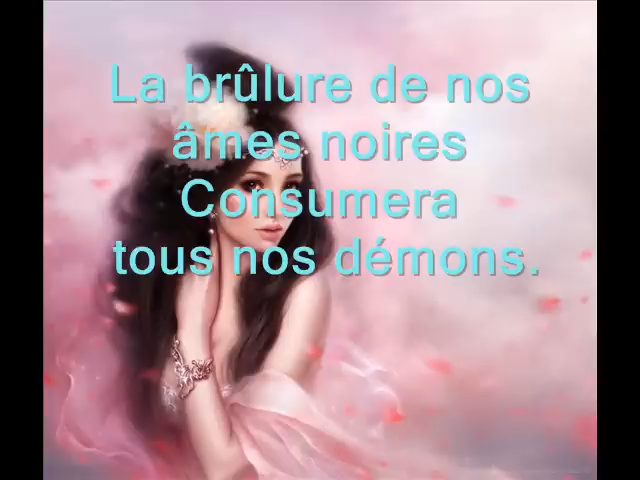 La brûlure de nos
âmes noires
Consumera
tous nos démons.